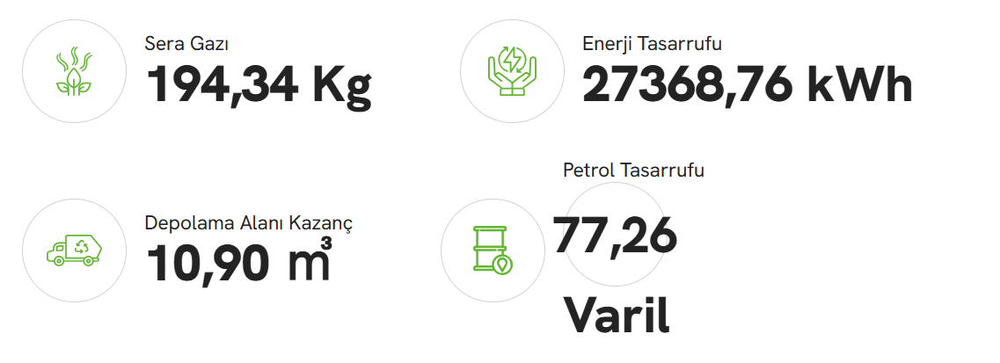 Sera Gazı
194,34 Kg
Enerji Tasarrufu
27368,76 kWh
Depolama Alanı Kazanç
10,90 m³
Petrol Tasarrufu
77,26
Varil